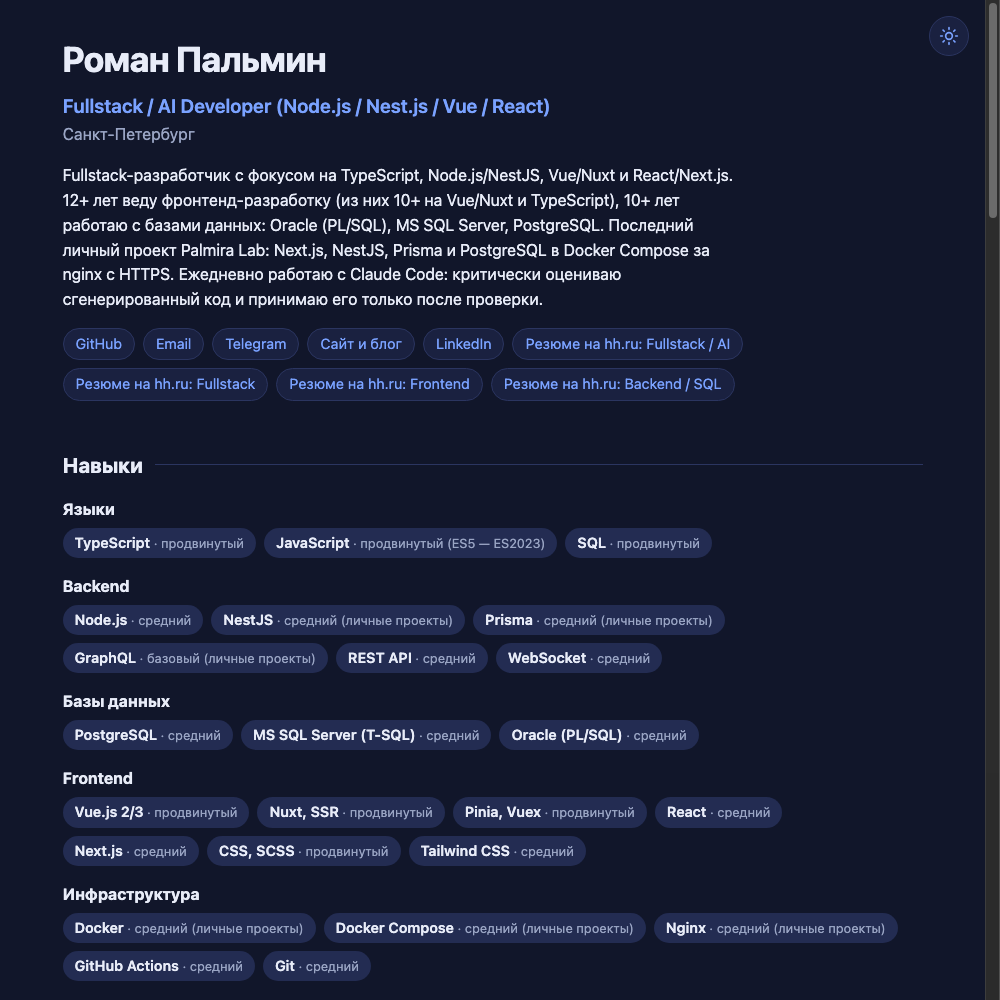 Роман Пальмин
Fullstack / AI Developer (Node.js / Nest.js / Vue / React)
Санкт-Петербург
Fullstack-разработчик с фокусом на TypeScript, Node.js/NestJS, Vue/Nuxt и React/Next.js.
12+ лет веду фронтенд-разработку (из них 10+ на Vue/Nuxt и TypeScript), 10+ лет
работаю с базами данных: Oracle (PL/SQL), MS SQL Server, PostgreSQL. Последний
личный проект Palmira Lab: Next.js, NestJS, Prisma и PostgreSQL в Docker Compose за
nginx с HTTPS. Ежедневно работаю с Claude Code: критически оцениваю
сгенерированный код и принимаю его только после проверки.
GitHub Email Telegram Сайт и блог LinkedIn Резюме на hh.ru: Fullstack / AI
Резюме на hh.ru: Fullstack Резюме на hh.ru: Frontend Резюме на hh.ru: Backend / SQL
Навыки
Языки
TypeScript · продвинутый JavaScript · продвинутый (ES5 — ES2023) SQL · продвинутый
Backend
Node.js · средний NestJS · средний (личные проекты) Prisma · средний (личные проекты)
GraphQL · базовый (личные проекты) REST API · средний WebSocket · средний
Базы данных
PostgreSQL · средний MS SQL Server (T-SQL) · средний Oracle (PL/SQL) · средний
Frontend
Vue.js 2/3 · продвинутый Nuxt, SSR · продвинутый Pinia, Vuex · продвинутый React · средний
Next.js · средний CSS, SCSS · продвинутый Tailwind CSS · средний
Инфраструктура
Docker · средний (личные проекты) Docker Compose · средний (личные проекты) Nginx · средний (личные проекты)
GitHub Actions · средний Git · средний